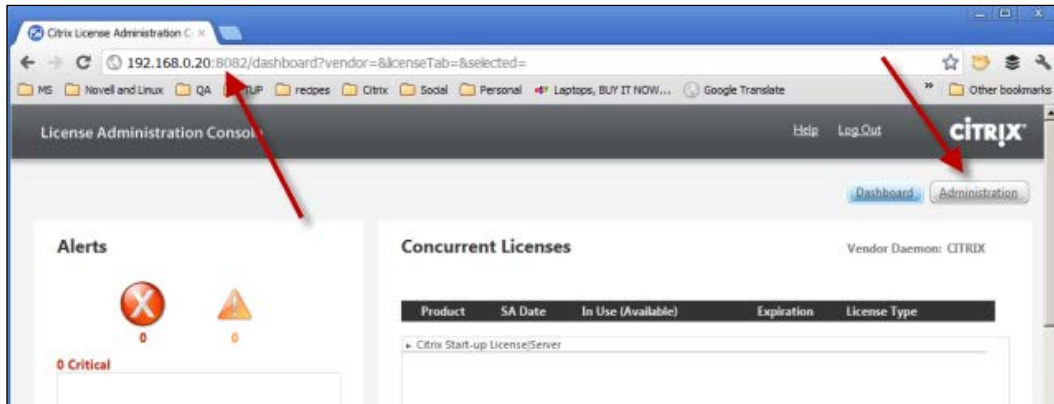 Citrix License Administration C
192.168.0.20:8082/dashboard?vendor=&licenseTab=&selected=
MS Novell and Linux QA recipes Citrix Social Personal Laptops, BUY IT NOW... Google Translate » Other bookmarks
License Administration Console Help Log Out CİTRIX
Dashboard Administration
Alerts
0 0
0 Critical
Concurrent Licenses Vendor Daemon: CITRIX
Product SA Date In Use (Available) Expiration License Type
Citrix Start-up License|Server